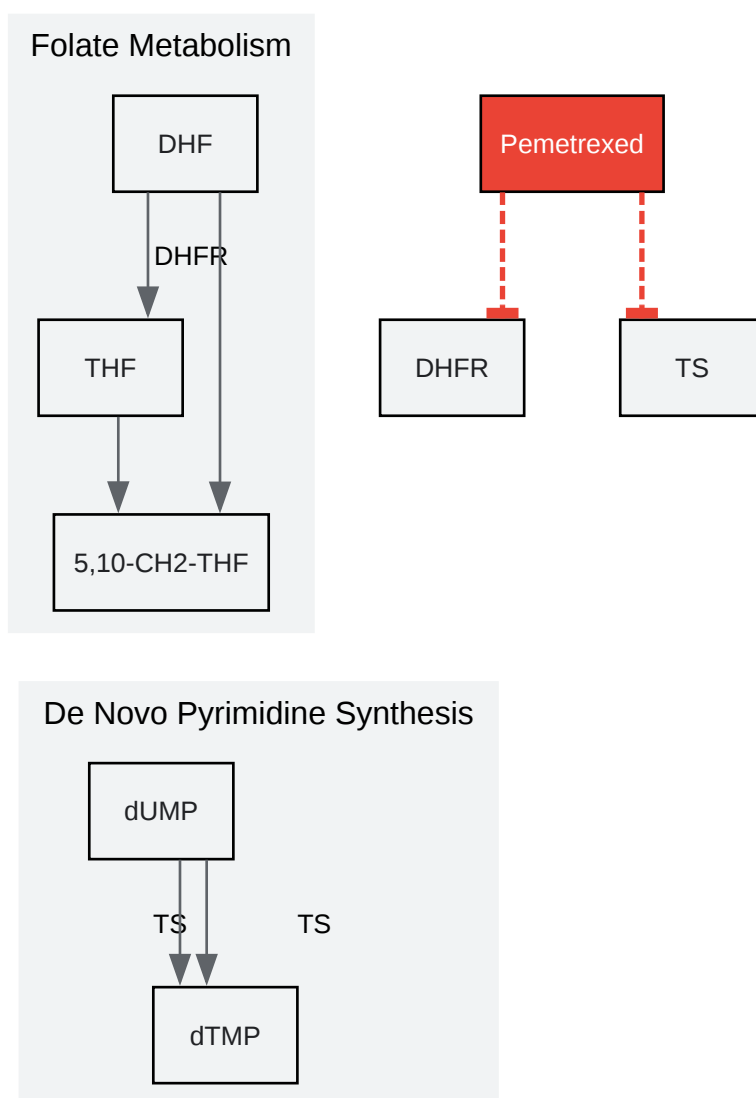 Folate Metabolism
DHF
Pemetrexed
DHFR
THF
DHFR
TS
5,10-CH2-THF
De Novo Pyrimidine Synthesis
dUMP
TS
TS
dTMP